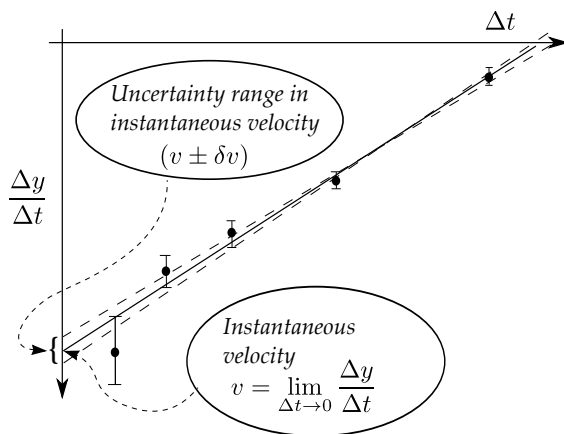 Δt
Uncertainty range in
instantaneous velocity
(v ± δv)
Δy
Δt
{
Instantaneous
velocity
v = lim Δt→0 Δy/Δt